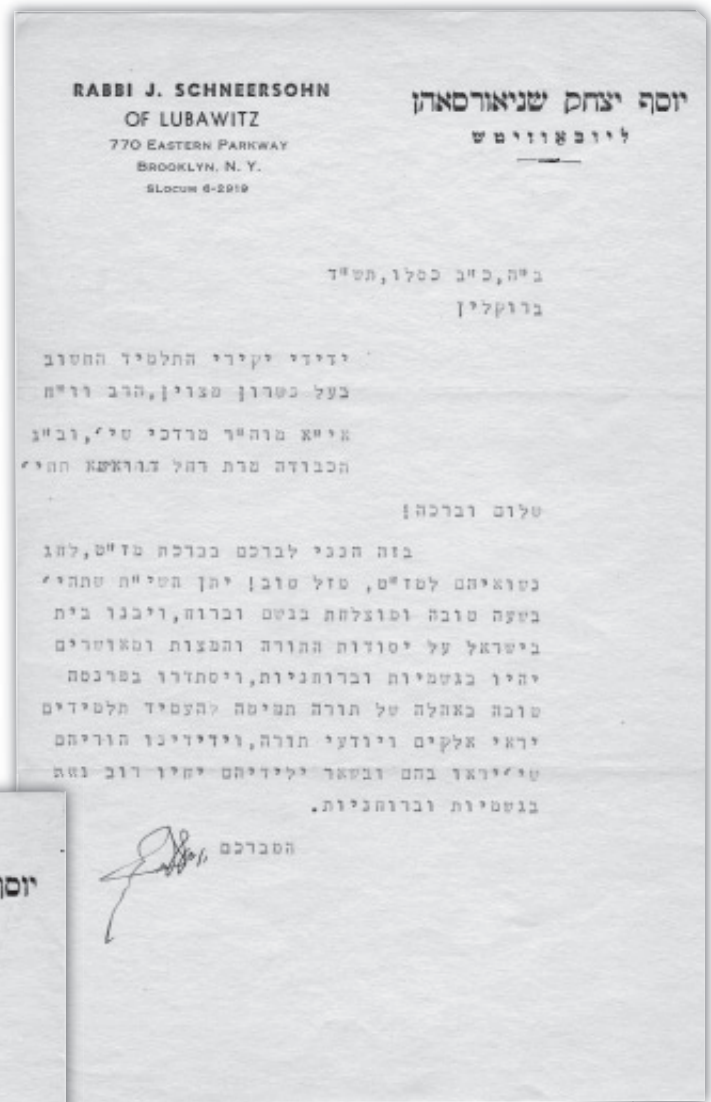 RABBI J. SCHNEERSOHN
OF LUBAWITZ
770 EASTERN PARKWAY
BROOKLYN, N. Y.
SLOCUM 6-2919
יוסף יצחק שניאורסאהן
ליובאוויטש
ב"ה, כ"ב כסלו, תש"ד
ברוקלין
ידידי יקירי התלמיד החשוב
בעל כשרון מצוין, הרב וו"ח
אי"א מוה"ר מרדכי שי', וב"ג
הכבודה מרת רחל תחי'
שלום וברכה!
בזה הנני לברכם בברכת מז"ט, לחג
נשואיהם למז"ט, מזל טוב! יתן השי"ת שתהי'
בשעה טובה ומוצלחת בגשם וברוח, ויבנו בית
בישראל על יסודות התורה והמצות ומאושרים
יהיו בגשמיות וברוחניות, ויסתדרו בפרנסה
טובה באהלה של תורה תמימה להעמיד תלמידים
יראי אלקים ויודעי תורה, וידידינו הוריהם
שי' יראו בהם ובשאר ילידיהם יחיו רוב נחת
בגשמיות וברוחניות.
המברכם
יוסף